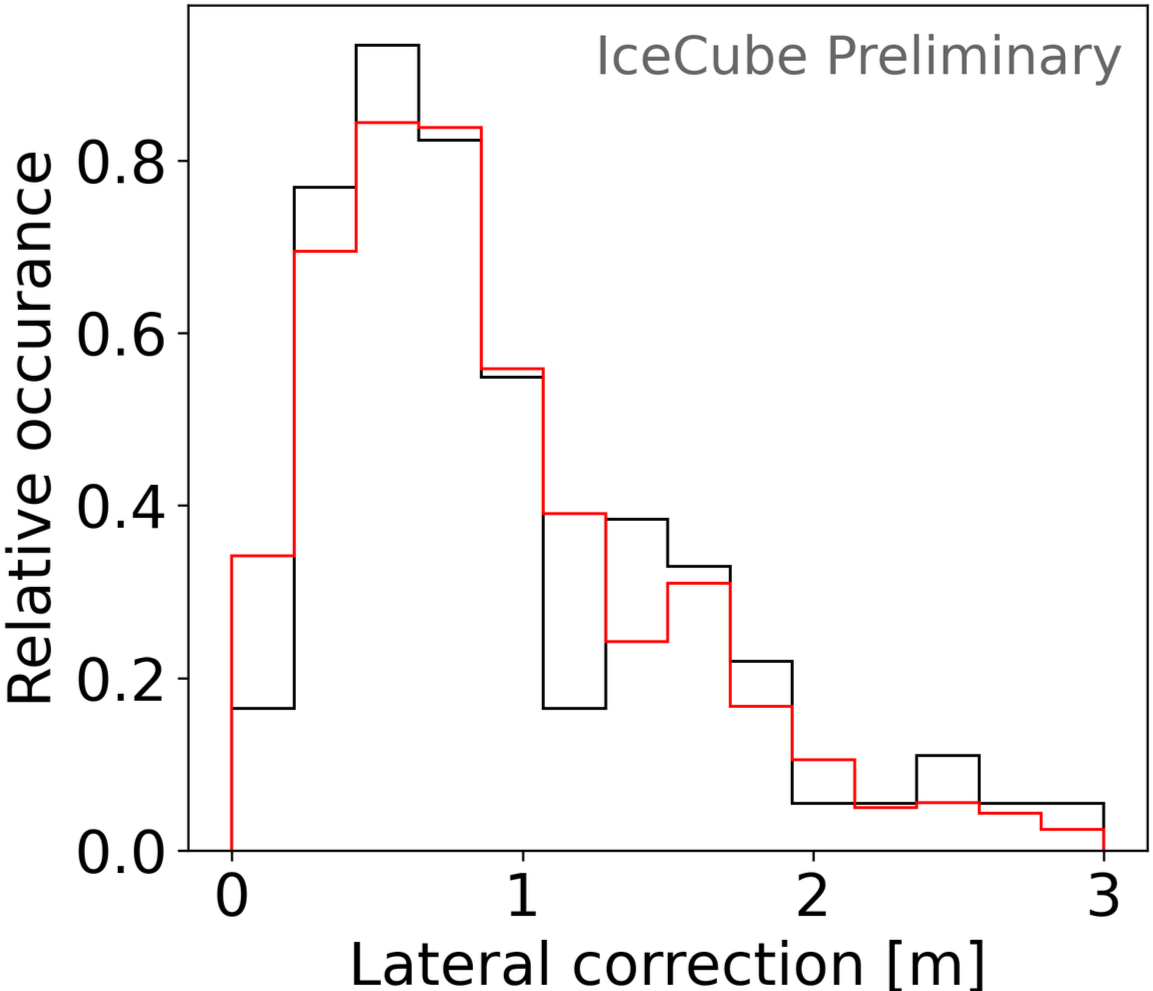 IceCube Preliminary
Relative occurance
0.8
0.6
0.4
0.2
0.0
0 1 2 3
Lateral correction [m]